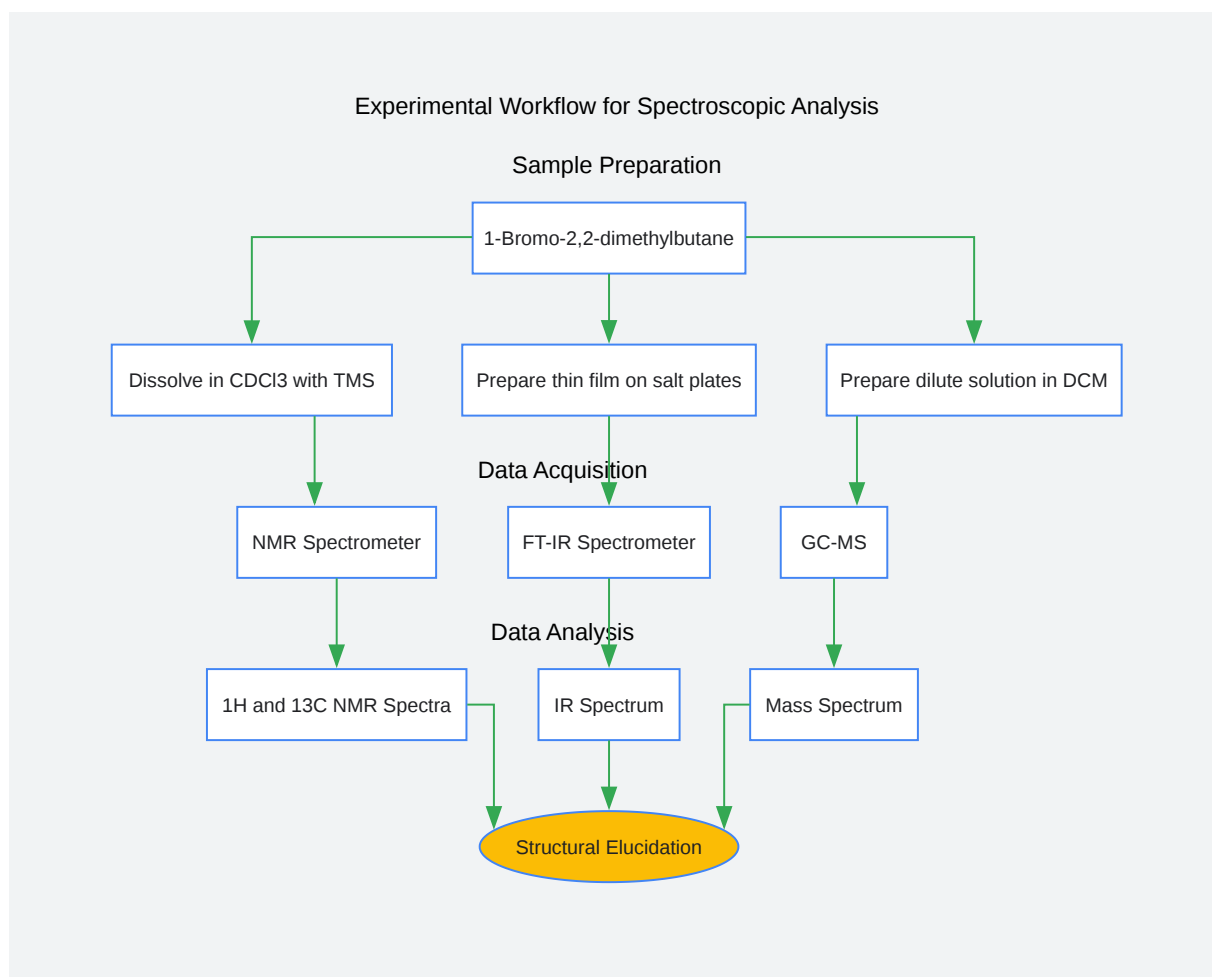 Experimental Workflow for Spectroscopic Analysis
Sample Preparation
1-Bromo-2,2-dimethylbutane
Dissolve in CDCl3 with TMS
Prepare thin film on salt plates
Prepare dilute solution in DCM
Data Acquisition
NMR Spectrometer
FT-IR Spectrometer
GC-MS
Data Analysis
1H and 13C NMR Spectra
IR Spectrum
Mass Spectrum
Structural Elucidation